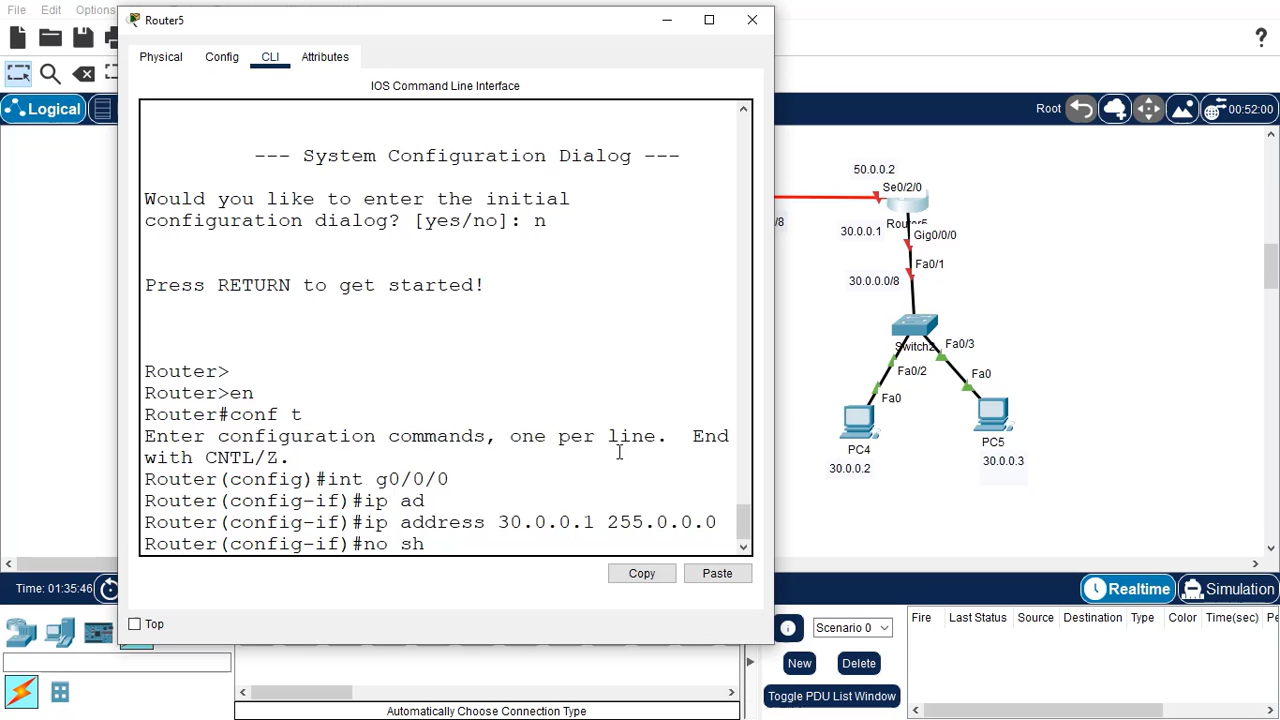 File Edit Options
Router5
Physical Config CLI Attributes
IOS Command Line Interface
--- System Configuration Dialog ---
Would you like to enter the initial
configuration dialog? [yes/no]: n
Press RETURN to get started!
Router>
Router>en
Router#conf t
Enter configuration commands, one per line. End
with CNTL/Z.
Router(config)#int g0/0/0
Router(config-if)#ip ad
Router(config-if)#ip address 30.0.0.1 255.0.0.0
Router(config-if)#no sh
Copy Paste
Top
?
Logical
Root
00:52:00
50.0.0.2
Se0/2/0
/8
Router5
30.0.0.1
Gig0/0/0
Fa0/1
30.0.0.0/8
Switch2
Fa0/3
Fa0/2
Fa0
Fa0
PC4
PC5
30.0.0.2
30.0.0.3
Time: 01:35:46
Realtime Simulation
Scenario 0
New Delete
Toggle PDU List Window
Fire Last Status Source Destination Type Color Time(sec) Pe
Automatically Choose Connection Type